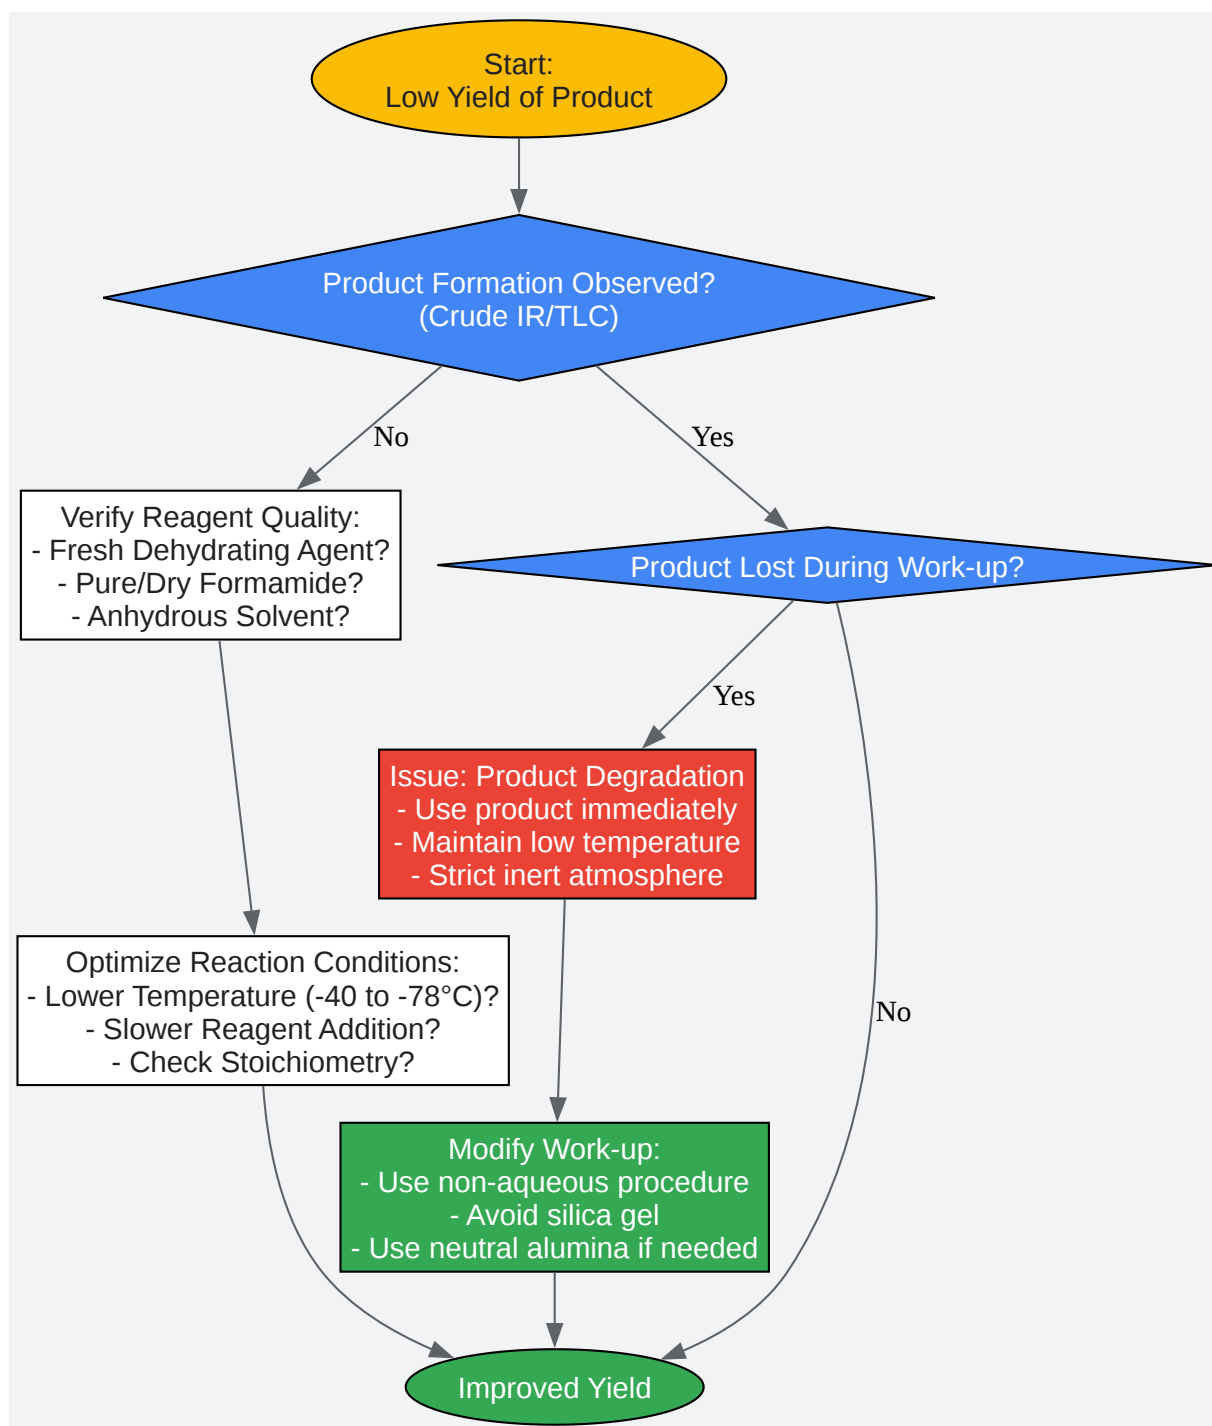 Start:
Low Yield of Product
Product Formation Observed?
(Crude IR/TLC)
No
Yes
Verify Reagent Quality:
- Fresh Dehydrating Agent?
- Pure/Dry Formamide?
- Anhydrous Solvent?
Product Lost During Work-up?
Yes
Issue: Product Degradation
- Use product immediately
- Maintain low temperature
- Strict inert atmosphere
Optimize Reaction Conditions:
- Lower Temperature (-40 to -78°C)?
- Slower Reagent Addition?
- Check Stoichiometry?
No
Modify Work-up:
- Use non-aqueous procedure
- Avoid silica gel
- Use neutral alumina if needed
Improved Yield